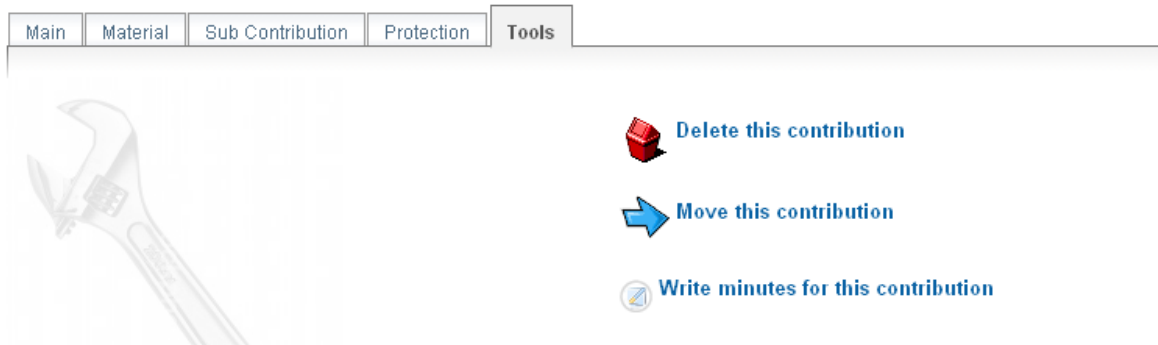 Main Material Sub Contribution Protection Tools
Delete this contribution
Move this contribution
Write minutes for this contribution